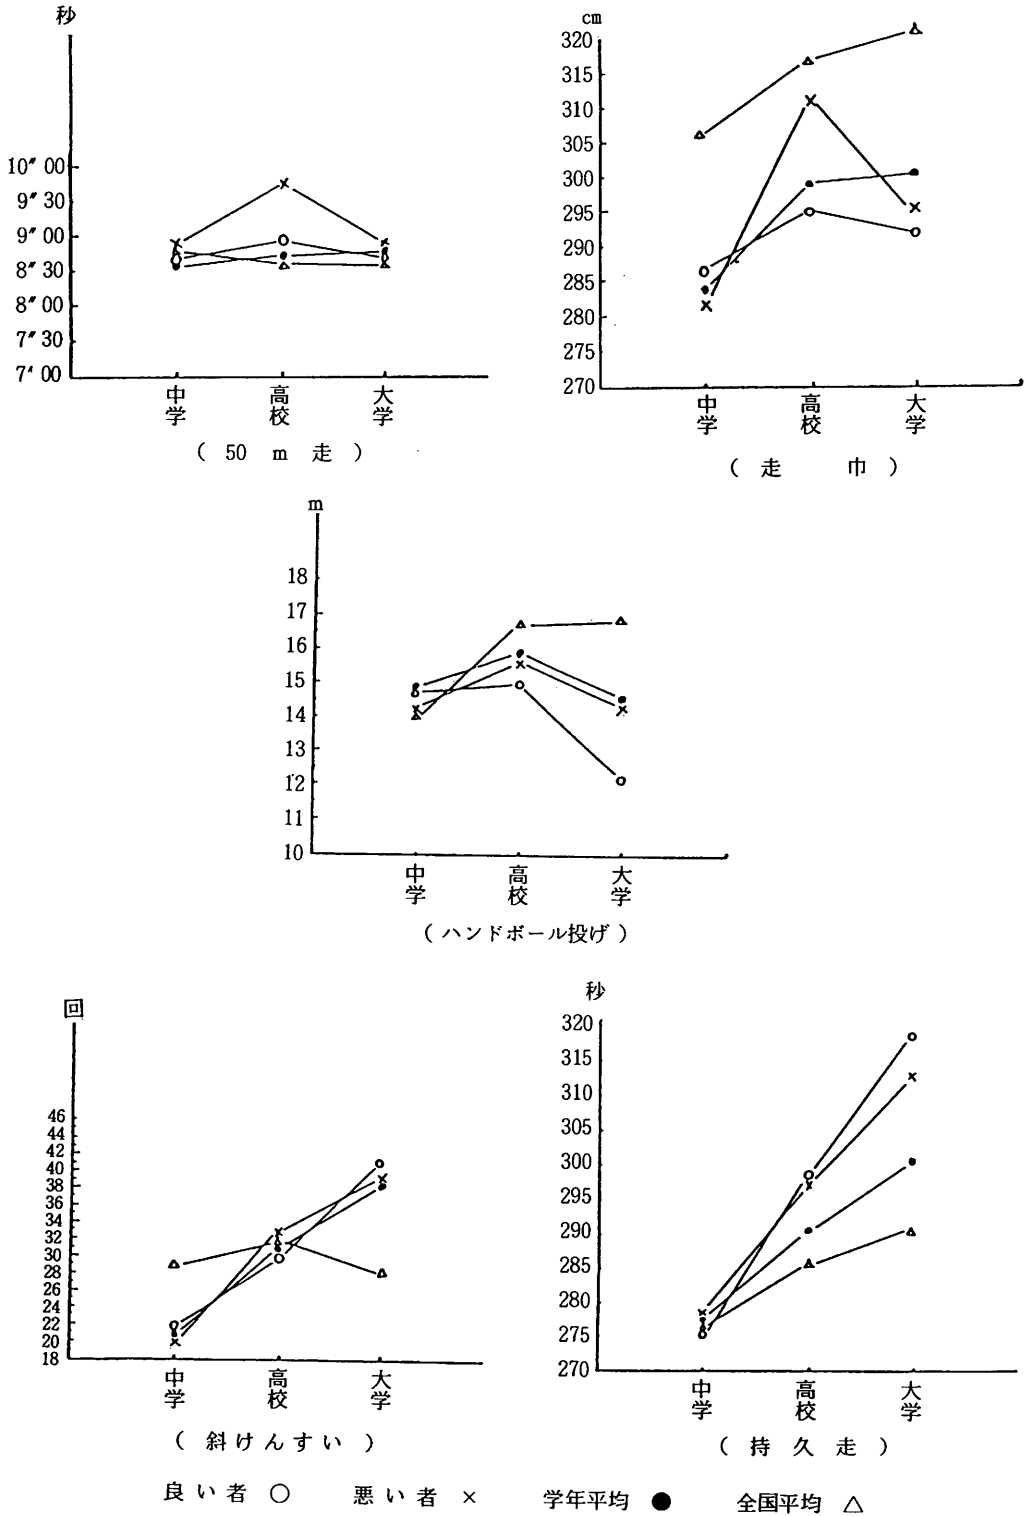 秒
10″00
9″30
9″00
8″30
8″00
7″30
7″00
中学
高校
大学
( 50 m 走 )
cm
320
315
310
305
300
295
290
285
280
275
270
中学
高校
大学
( 走 巾 )
m
18
17
16
15
14
13
12
11
10
中学
高校
大学
( ハンドボール投げ )
回
46
44
42
40
38
36
34
32
30
28
26
24
22
20
18
中学
高校
大学
( 斜けんすい )
秒
320
315
310
305
300
295
290
285
280
275
270
中学
高校
大学
( 持久走 )
良い者 ○ 悪い者 × 学年平均 ● 全国平均 △